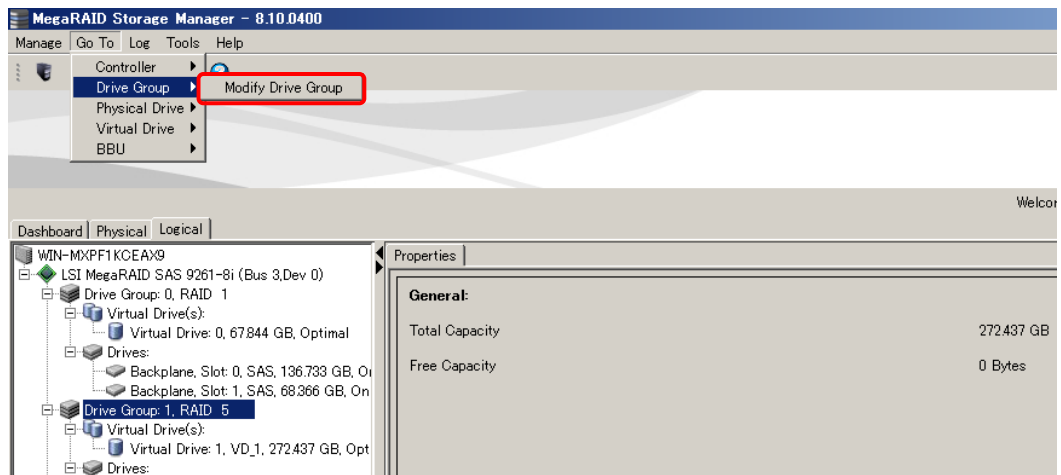 MegaRAID Storage Manager - 8.10.0400
Manage Go To Log Tools Help
Controller
Drive Group
Modify Drive Group
Physical Drive
Virtual Drive
BBU
Welcor
Dashboard Physical Logical
WIN-MXPF1KCEAX9
Properties
LSI MegaRAID SAS 9261-8i (Bus 3,Dev 0)
Drive Group: 0, RAID 1
General:
Virtual Drive(s):
Virtual Drive: 0, 67.844 GB, Optimal
Total Capacity 272.437 GB
Drives:
Backplane, Slot: 0, SAS, 136.733 GB, On
Free Capacity 0 Bytes
Backplane, Slot: 1, SAS, 68.366 GB, On
Drive Group: 1, RAID 5
Virtual Drive(s):
Virtual Drive: 1, VD_1, 272.437 GB, Opt
Drives: